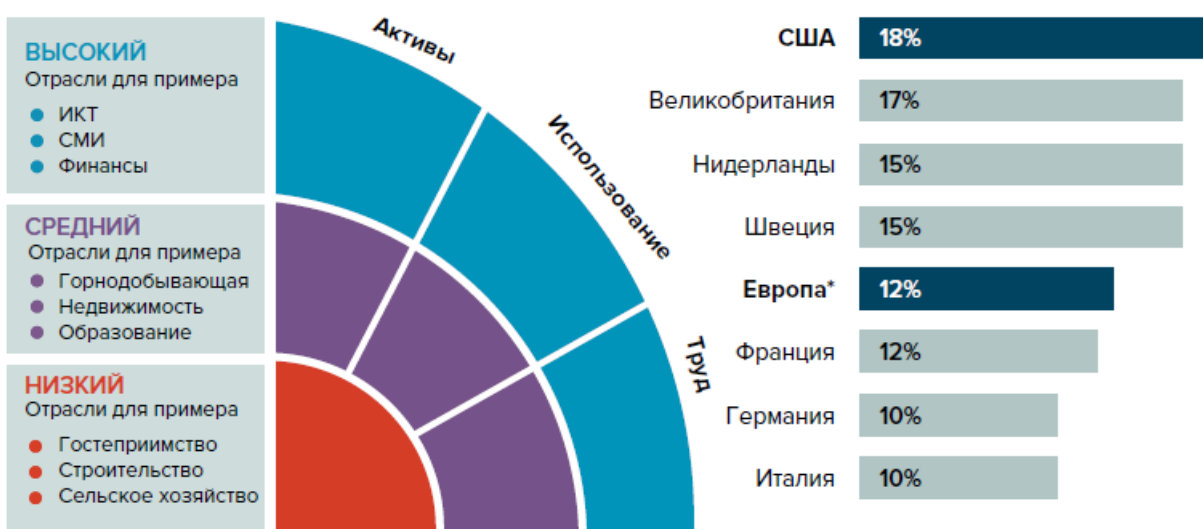 ВЫСОКИЙ
Отрасли для примера
ИКТ
СМИ
Финансы
СРЕДНИЙ
Отрасли для примера
Горнодобывающая
Недвижимость
Образование
НИЗКИЙ
Отрасли для примера
Гостеприимство
Строительство
Сельское хозяйство
Активы
Использование
Труд
США 18%
Великобритания 17%
Нидерланды 15%
Швеция 15%
Европа* 12%
Франция 12%
Германия 10%
Италия 10%